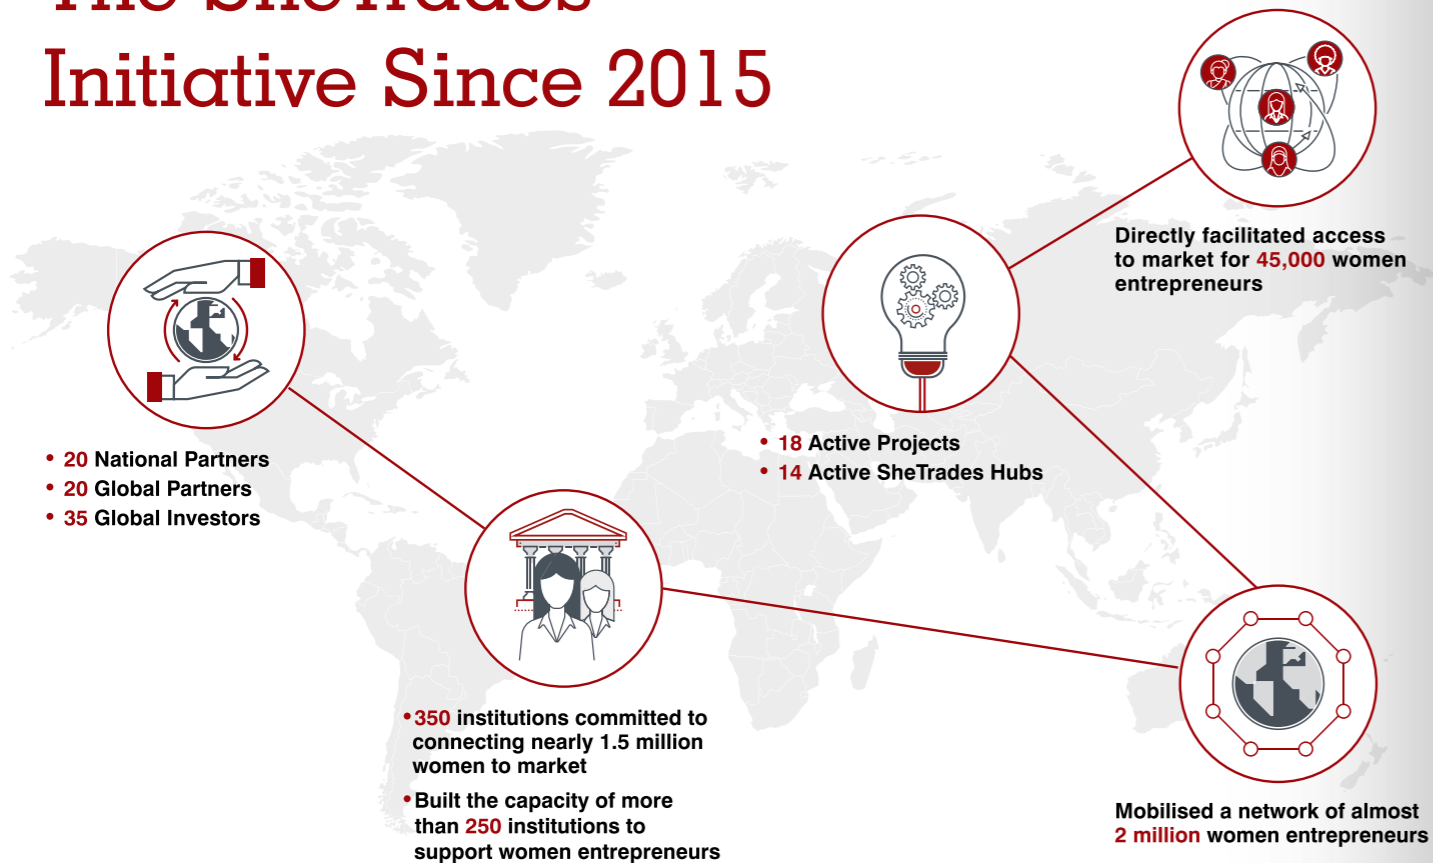 The SheTrades
Initiative Since 2015
Directly facilitated access
to market for 45,000 women
entrepreneurs
• 20 National Partners
• 20 Global Partners
• 35 Global Investors
• 18 Active Projects
• 14 Active SheTrades Hubs
• 350 institutions committed to
connecting nearly 1.5 million
women to market
• Built the capacity of more
than 250 institutions to
support women entrepreneurs
Mobilised a network of almost
2 million women entrepreneurs